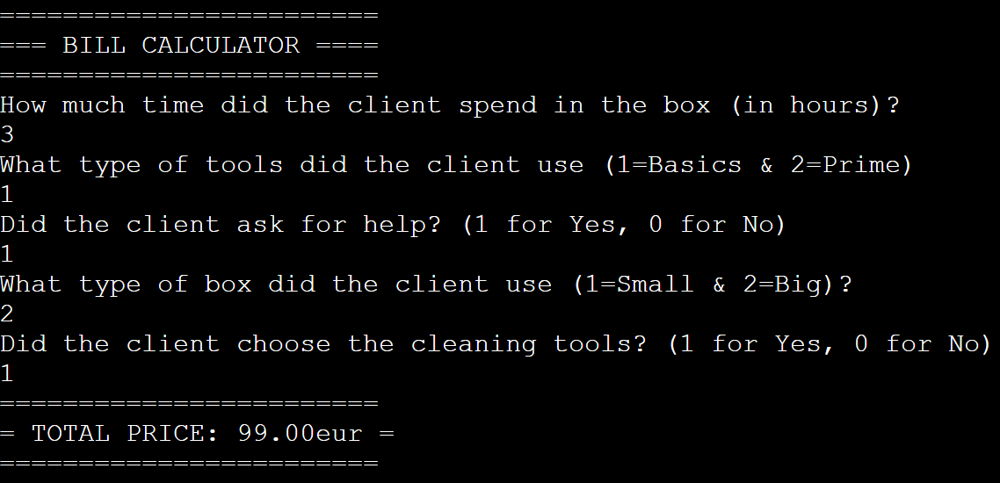 ========================
=== BILL CALCULATOR ====
========================
How much time did the client spend in the box (in hours)?
3
What type of tools did the client use (1=Basics & 2=Prime)
1
Did the client ask for help? (1 for Yes, 0 for No)
1
What type of box did the client use (1=Small & 2=Big)?
2
Did the client choose the cleaning tools? (1 for Yes, 0 for No)
1
========================
= TOTAL PRICE: 99.00eur =
========================